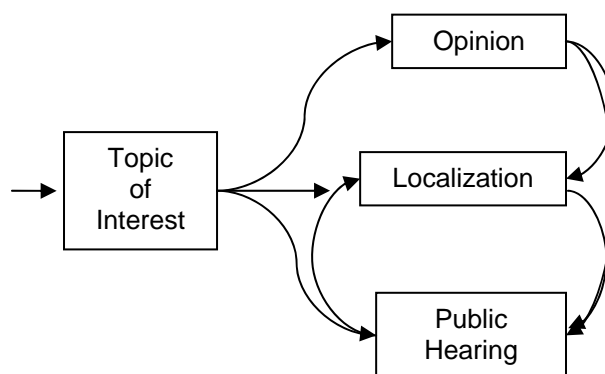 Opinion
Topic
of
Interest
Localization
Public
Hearing